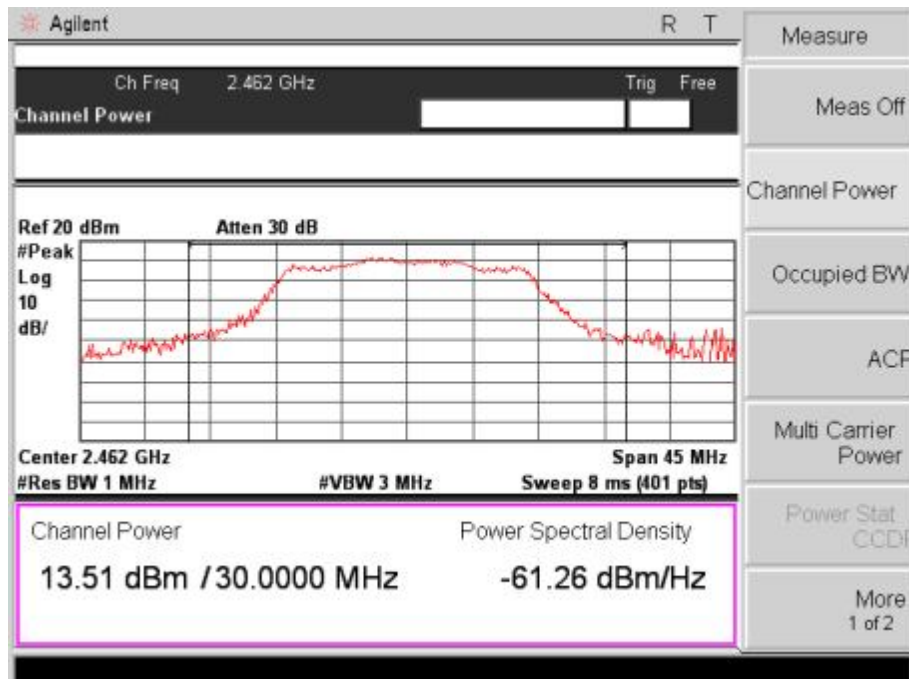 Agilent R T
Ch Freq 2.462 GHz Trig Free
Channel Power
Ref 20 dBm Atten 30 dB
#Peak
Log
10
dB/
Center 2.462 GHz Span 45 MHz
#Res BW 1 MHz #VBW 3 MHz Sweep 8 ms (401 pts)
Channel Power Power Spectral Density
13.51 dBm / 30.0000 MHz -61.26 dBm/Hz
Measure
Meas Off
Channel Power
Occupied BW
ACP
Multi Carrier
Power
Power Stat
CCDF
More
1 of 2